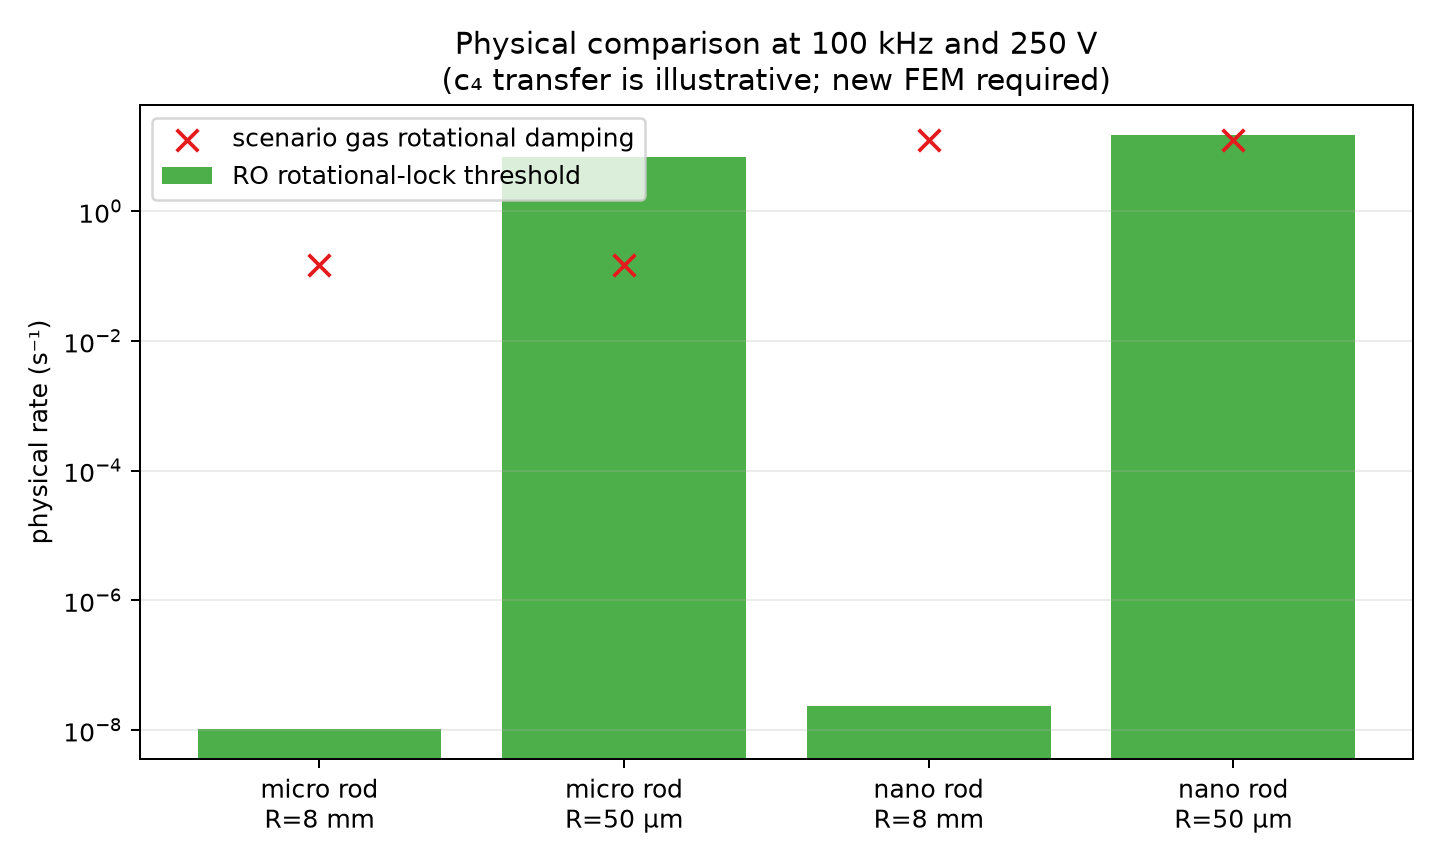 Physical comparison at 100 kHz and 250 V
(c₄ transfer is illustrative; new FEM required)
scenario gas rotational damping
RO rotational-lock threshold
physical rate (s⁻¹)
10⁰
10⁻²
10⁻⁴
10⁻⁶
10⁻⁸
micro rod
R=8 mm
micro rod
R=50 µm
nano rod
R=8 mm
nano rod
R=50 µm